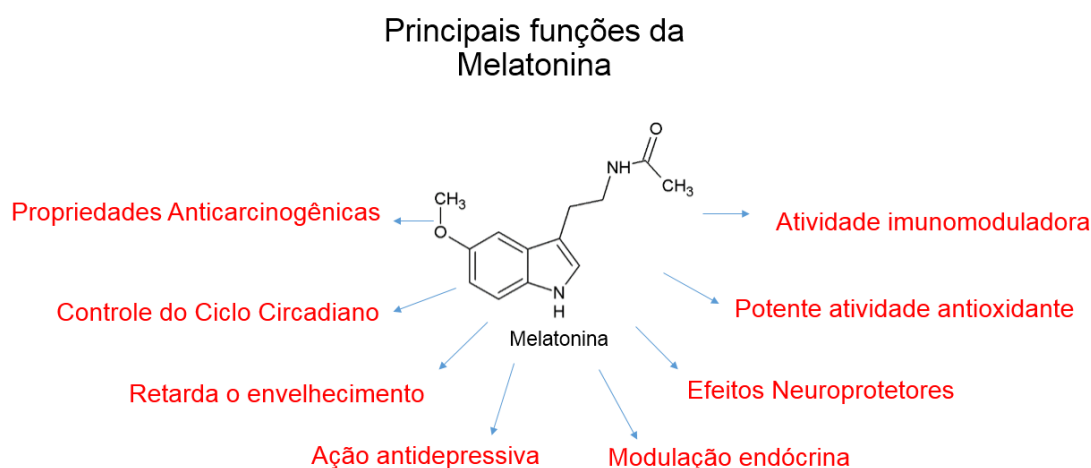 Principais funções da
Melatonina
O
NH
CH3
H3C
O
N
H
Propriedades Anticarcinogênicas
Atividade imunomoduladora
Controle do Ciclo Circadiano
Potente atividade antioxidante
Melatonina
Retarda o envelhecimento
Efeitos Neuroprotetores
Ação antidepressiva
Modulação endócrina